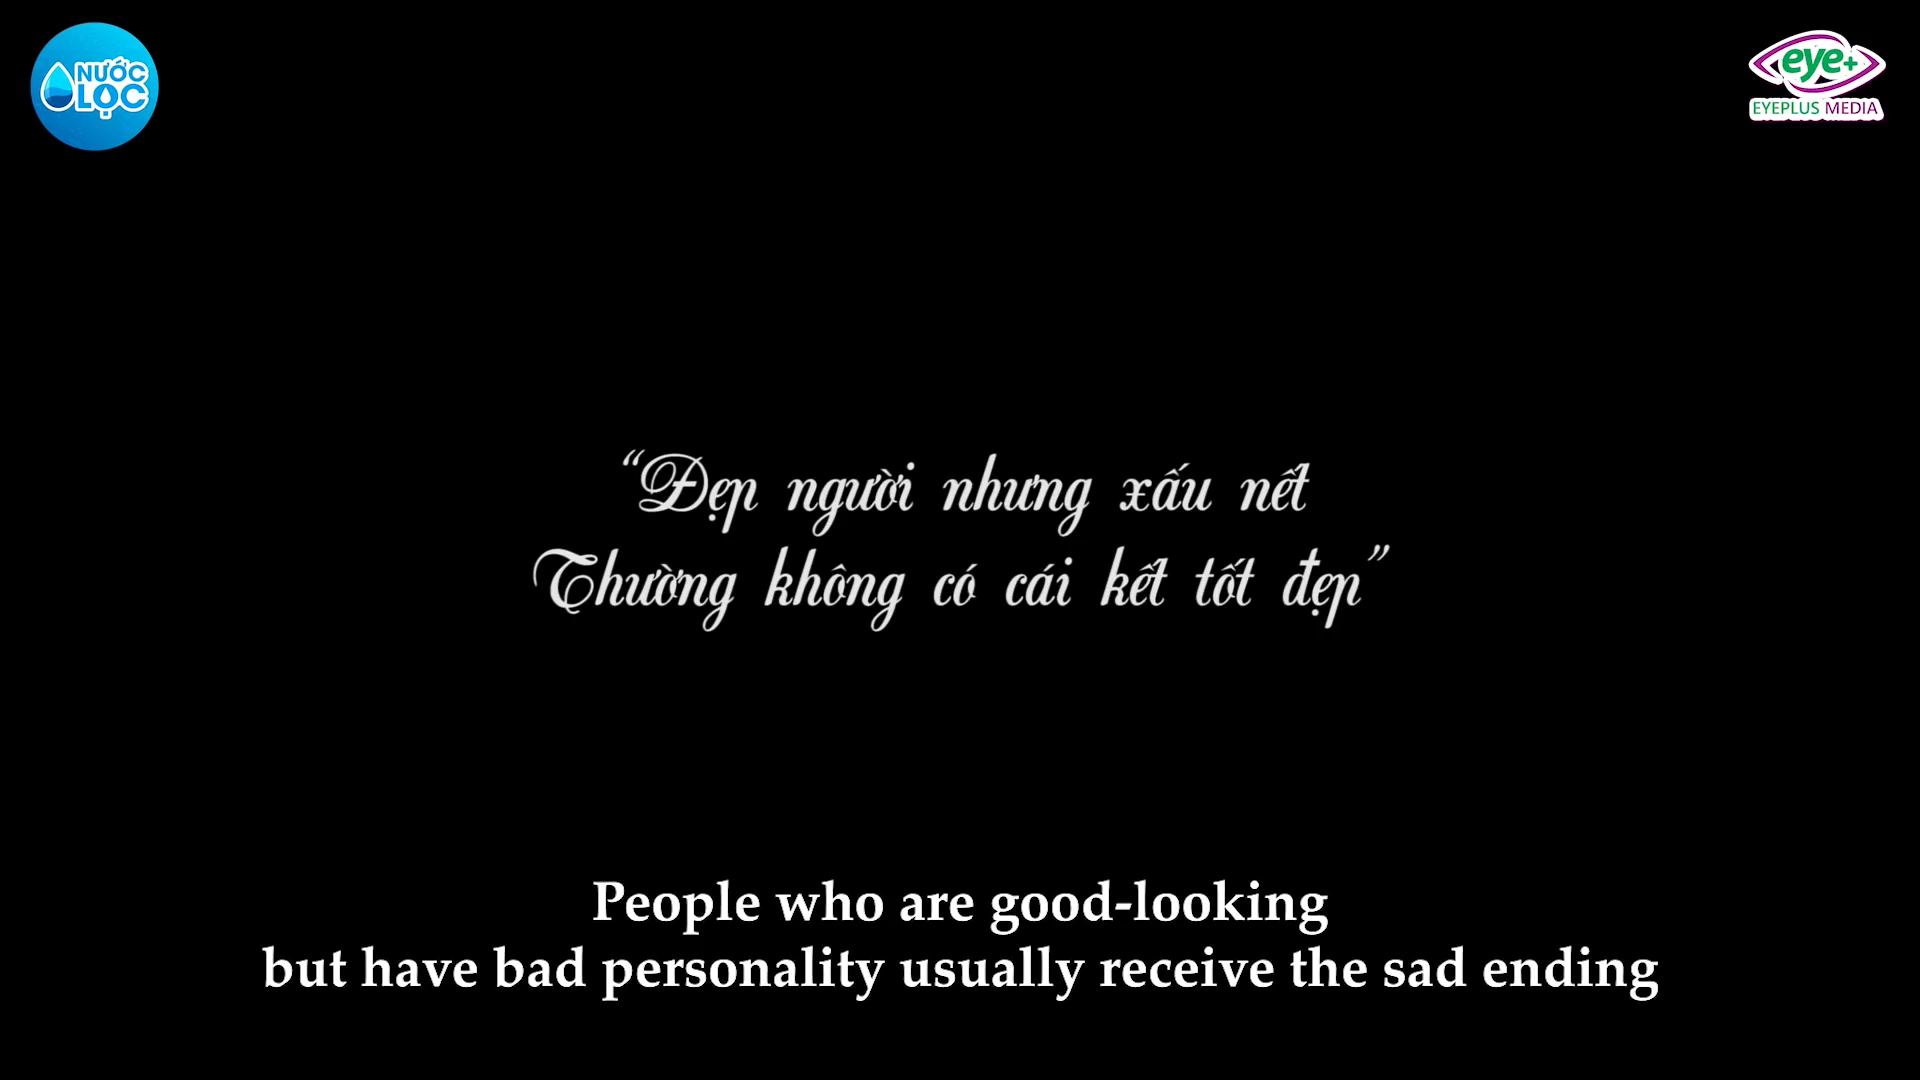 NƯỚC
LỌC
eye+
EYEPLUS MEDIA
“Đẹp người nhưng xấu nết
Thường không có cái kết tốt đẹp”
People who are good-looking
but have bad personality usually receive the sad ending